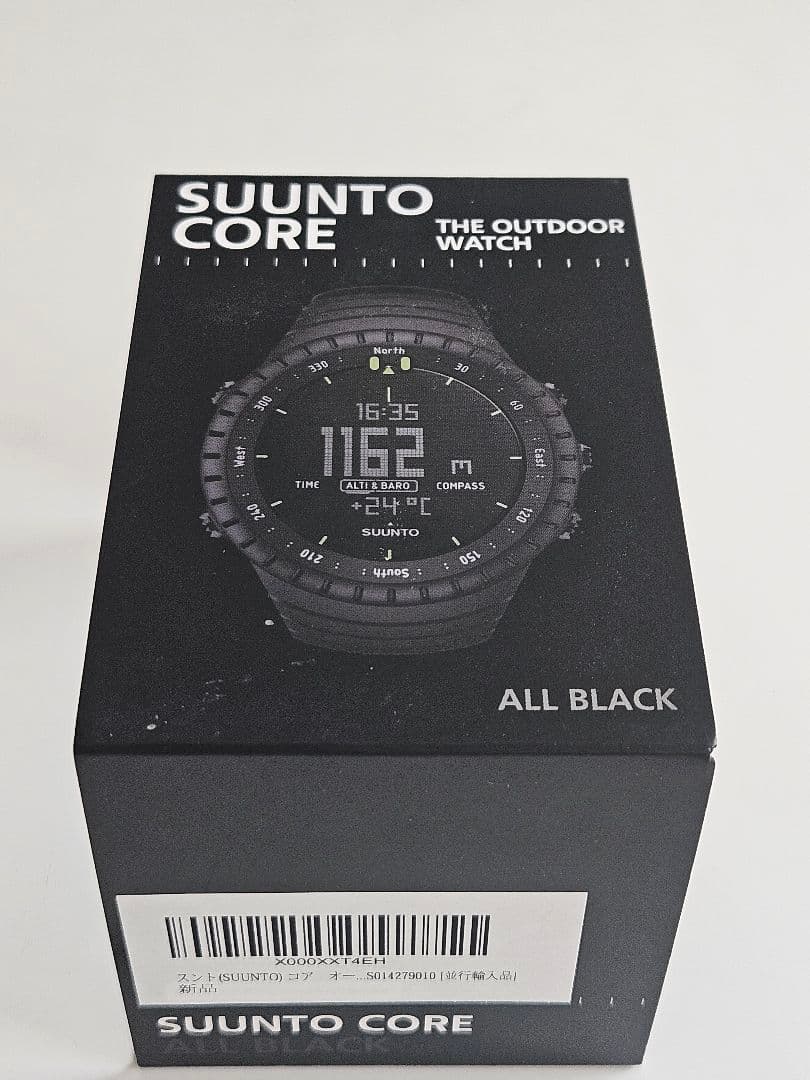 SUUNTO
CORE
THE OUTDOOR
WATCH
North
330
30
300
60
16:35
West
1162 m
East
TIME
ALTI & BARO
COMPASS
+24°C
240
120
SUUNTO
210
150
South
ALL BLACK
X000XXT4EH
スント(SUUNTO) コア オー...S014279010 [並行輸入品]
新品
SUUNTO CORE
ALL BLACK